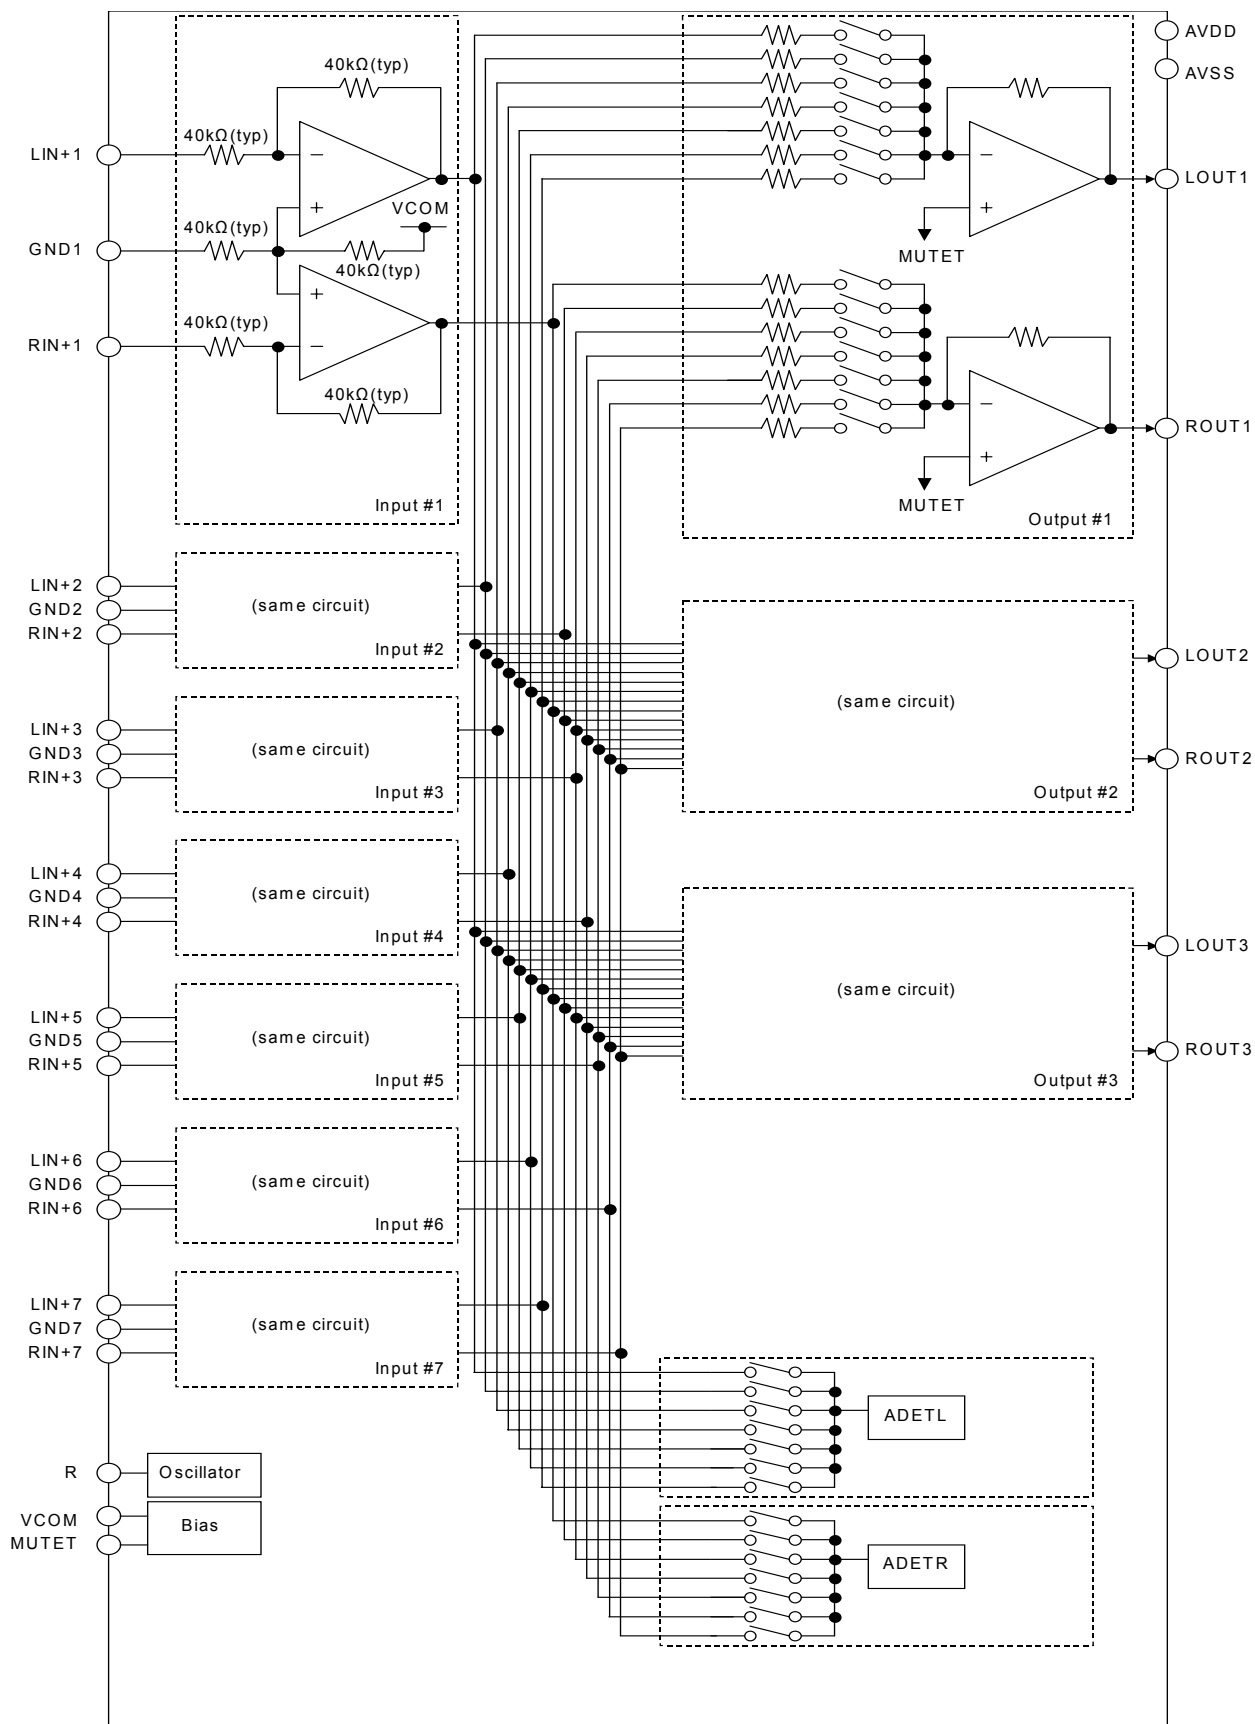 AVDD
AVSS
40kΩ(typ)
40kΩ(typ)
LIN+1
−
+
VCOM
40kΩ(typ)
GND1
40kΩ(typ)
+
40kΩ(typ)
RIN+1
−
40kΩ(typ)
Input #1
−
+
LOUT1
MUTET
−
+
ROUT1
MUTET
Output #1
LIN+2
GND2
RIN+2
(same circuit)
Input #2
LIN+3
GND3
RIN+3
(same circuit)
Input #3
LOUT2
(same circuit)
ROUT2
Output #2
LIN+4
GND4
RIN+4
(same circuit)
Input #4
LIN+5
GND5
RIN+5
(same circuit)
Input #5
LOUT3
(same circuit)
ROUT3
Output #3
LIN+6
GND6
RIN+6
(same circuit)
Input #6
LIN+7
GND7
RIN+7
(same circuit)
Input #7
ADETL
R
Oscillator
VCOM
MUTET
Bias
ADETR